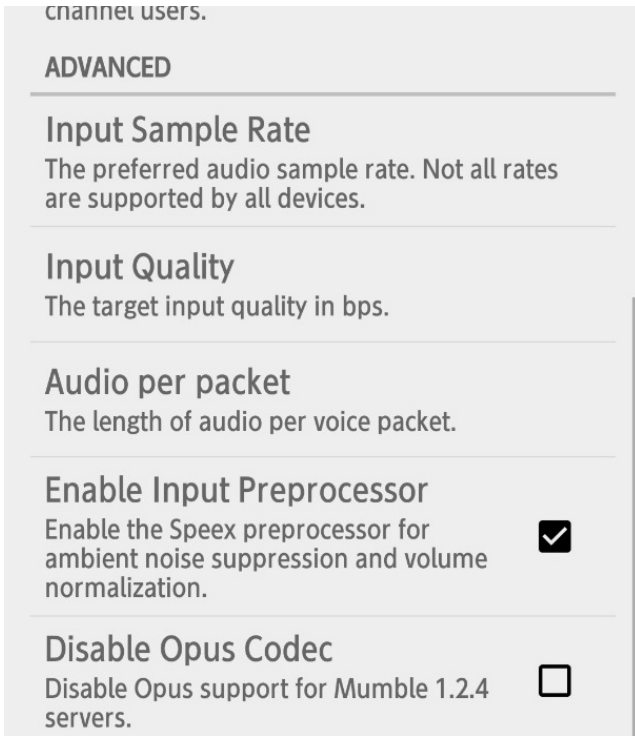 channel users.
ADVANCED
Input Sample Rate
The preferred audio sample rate. Not all rates
are supported by all devices.
Input Quality
The target input quality in bps.
Audio per packet
The length of audio per voice packet.
Enable Input Preprocessor
Enable the Speex preprocessor for
ambient noise suppression and volume
normalization.
Disable Opus Codec
Disable Opus support for Mumble 1.2.4
servers.